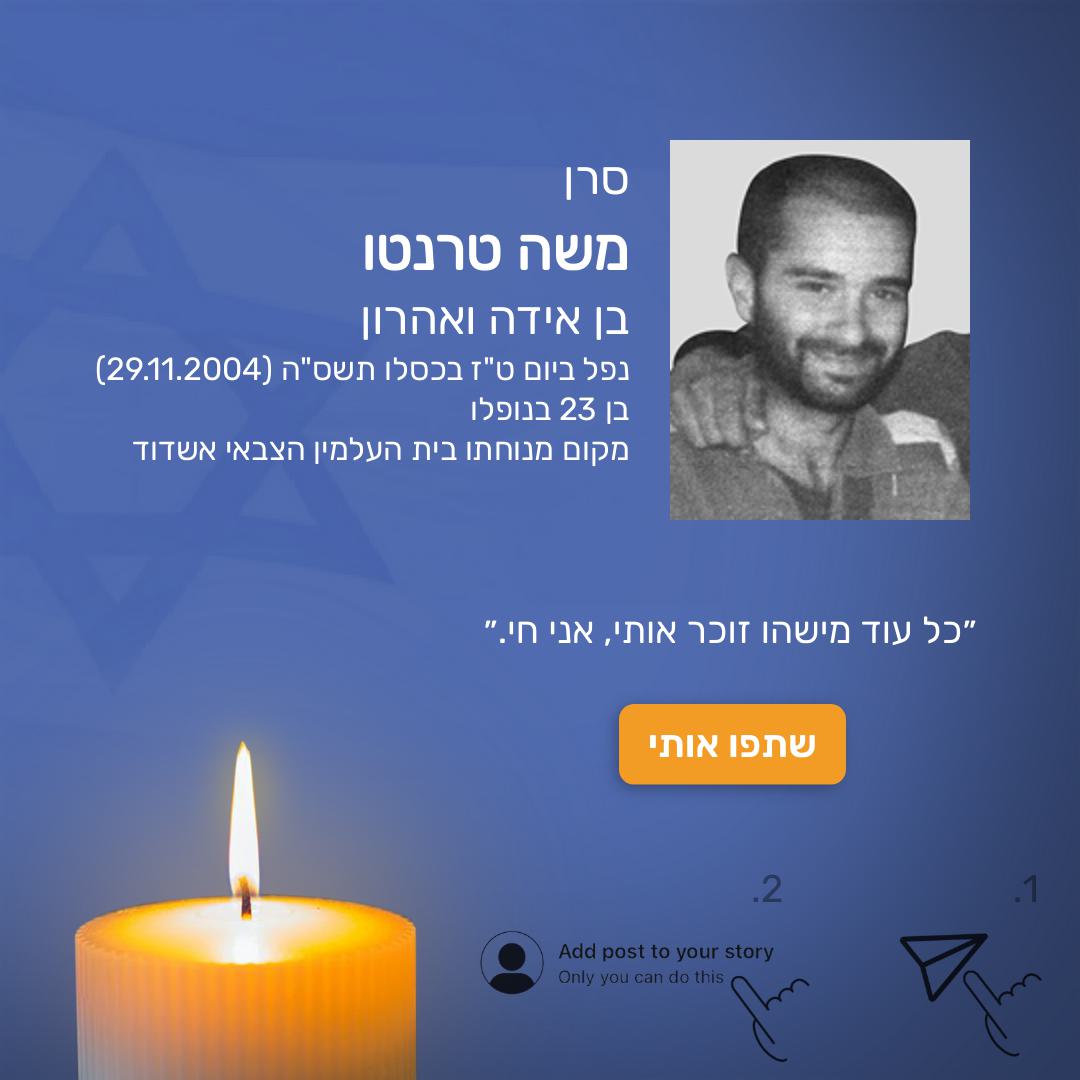 סרן
משה טרנטו
בן אידה ואהרון
נפל ביום ט"ז בכסלו תשס"ה (29.11.2004)
בן 23 בנופלו
מקום מנוחתו בית העלמין הצבאי אשדוד
״כל עוד מישהו זוכר אותי, אני חי.״
שתפו אותי
1.
2.
Add post to your story
Only you can do this